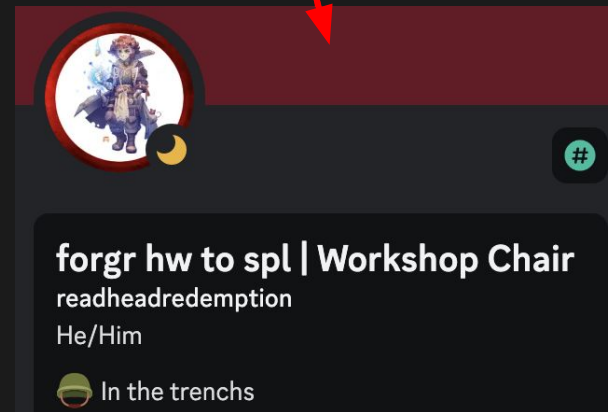 #
forgr hw to spl | Workshop Chair
readheadredemption
He/Him
In the trenchs